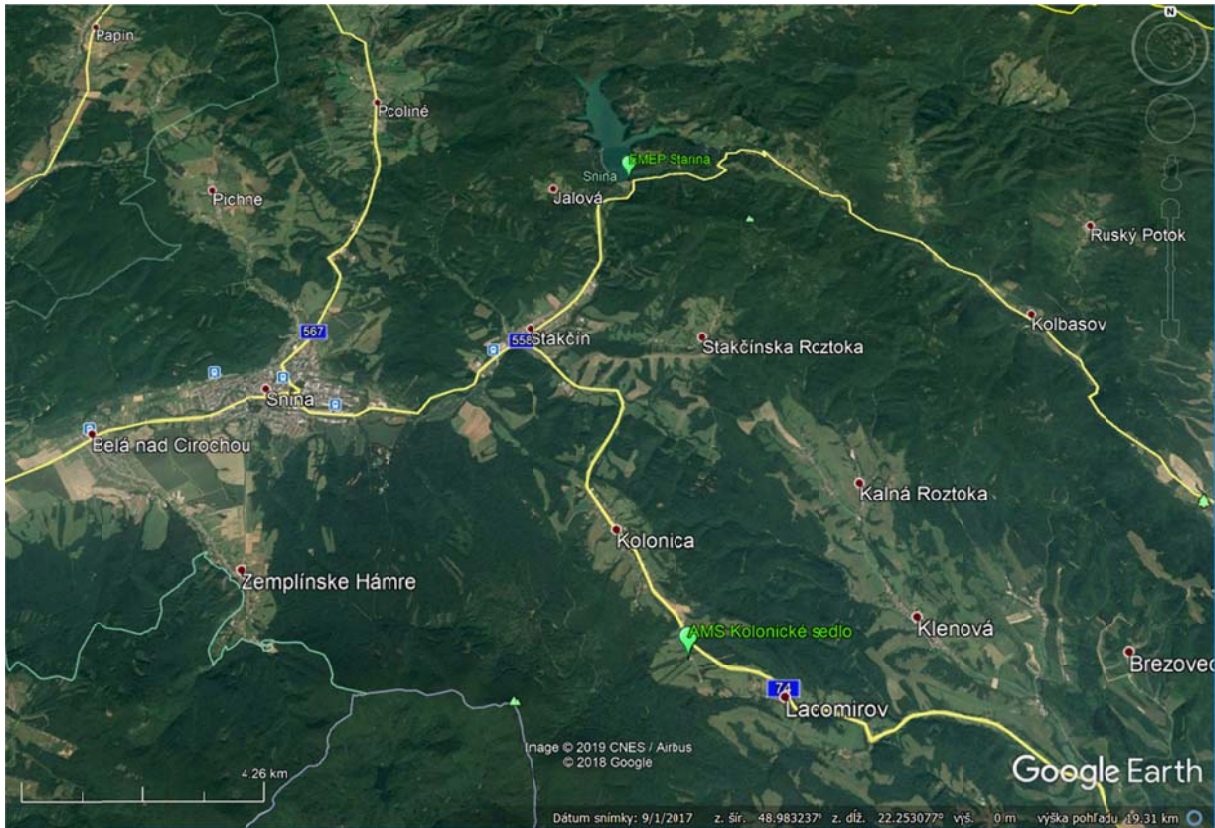 N
Papín
Pčoliné
EMEP Starina
Snina
Pichne
Jalová
Ruský Potok
Kolbasov
567
558
Stakčín
Stakčínska Roztoka
Snina
Belá nad Cirochou
Kalná Roztoka
Kolonica
Zemplínske Hámre
Klenová
AMS Kolonické sedlo
Brezovec
74
Ladomirov
Image © 2019 CNES / Airbus
© 2018 Google
4.26 km
Google Earth
Dátum snímky: 9/1/2017 z. šír. 48.983237° z. dĺž. 22.253077° výš. 0 m výška pohľadu 19.31 km